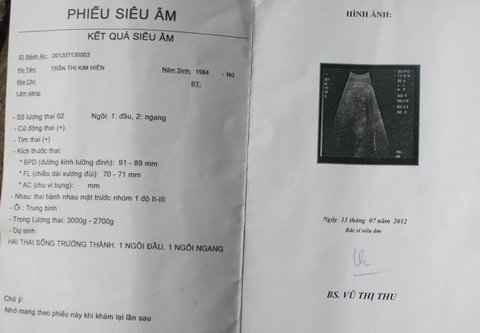 PHIẾU SIÊU ÂM
KẾT QUẢ SIÊU ÂM
ID Bệnh Án: 201207130003
Họ Tên: TRẦN THỊ KIM HIÊN Năm Sinh: 1984 - Nữ
Địa Chỉ: ĐT:
Lâm sàng:
- Số lượng thai 02 Ngôi: 1: đầu, 2: ngang
- Cử động thai (+).
- Tim thai (+).
- Kích thước thai:
* BPD (đường kính lưỡng đỉnh): 91 - 89 mm
* FL (chiều dài xương đùi): 70 - 71 mm
* AC (chu vi bụng): mm
- Nhau: thai bánh nhau mặt trước nhóm 1 độ II-III
- Ối : Trung bình
- Trọng Lượng thai: 3000g - 2700g
- Dự sinh:
HAI THAI SỐNG TRƯỞNG THÀNH. 1 NGÔI ĐẦU, 1 NGÔI NGANG
Chú ý:
Nhớ mang theo phiếu này khi khám lại lần sau
HÌNH ẢNH:
Ngày 13 tháng 07 năm 2012
Bác sĩ siêu âm
BS. VŨ THỊ THU